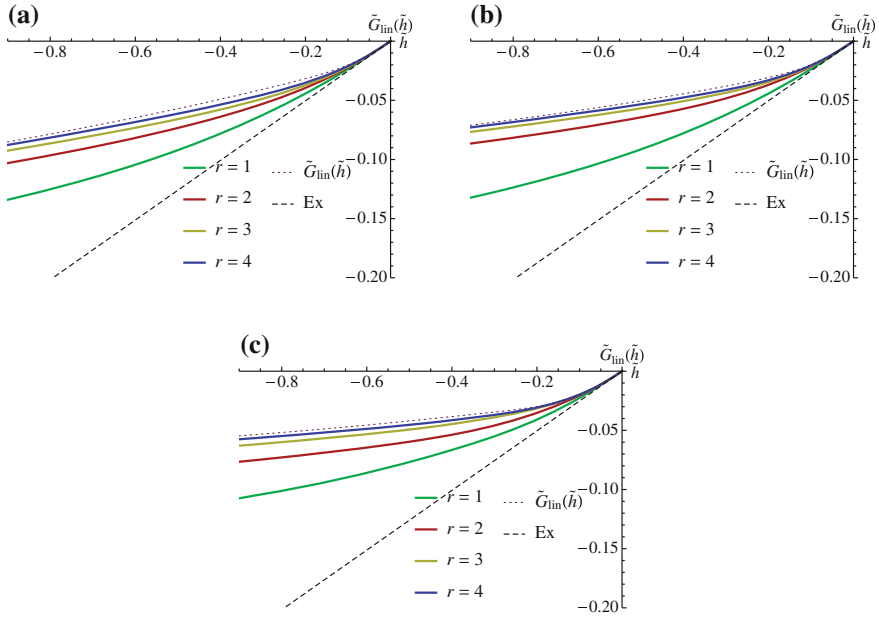 (a)
G̃lin(h̃)
h̃
−0.8
−0.6
−0.4
−0.2
−0.05
−0.10
−0.15
−0.20
r = 1
r = 2
r = 3
r = 4
G̃lin(h̃)
Ex
(b)
G̃lin(h̃)
h̃
−0.8
−0.6
−0.4
−0.2
−0.05
−0.10
−0.15
−0.20
r = 1
r = 2
r = 3
r = 4
G̃lin(h̃)
Ex
(c)
G̃lin(h̃)
h̃
−0.8
−0.6
−0.4
−0.2
−0.05
−0.10
−0.15
−0.20
r = 1
r = 2
r = 3
r = 4
G̃lin(h̃)
Ex